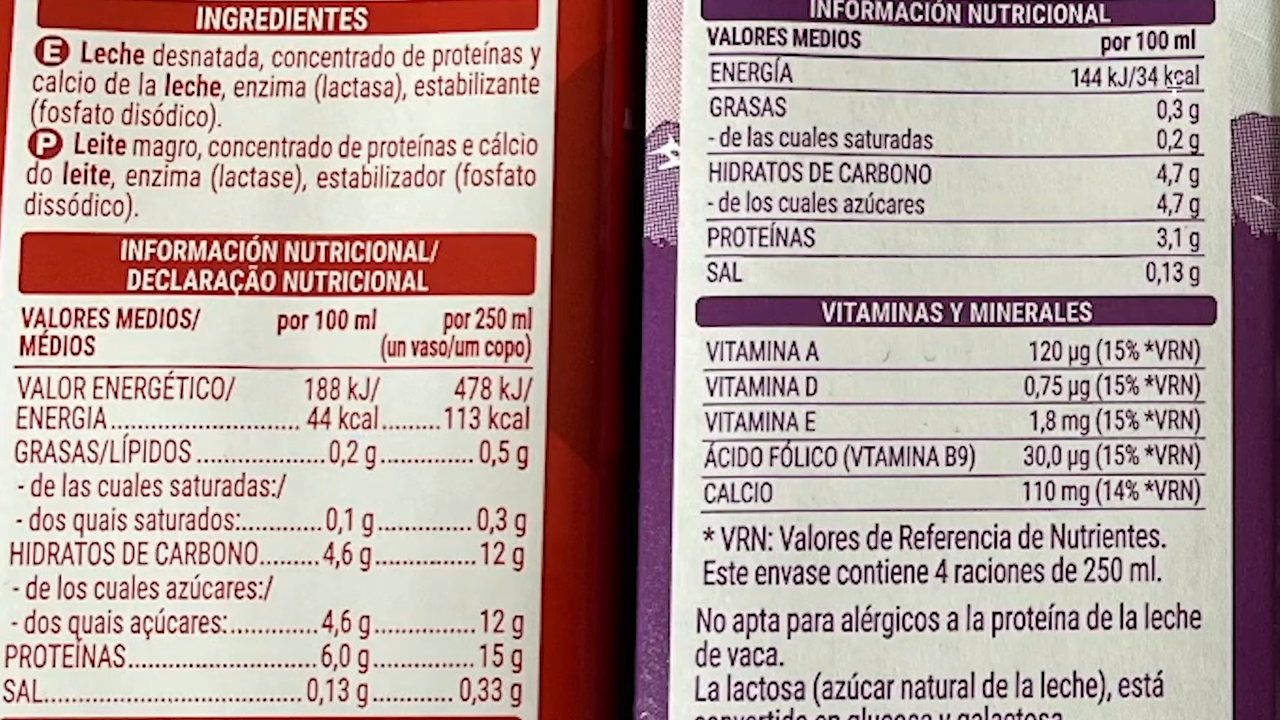 INGREDIENTES
E Leche desnatada, concentrado de proteínas y
calcio de la leche, enzima (lactasa), estabilizante
(fosfato disódico).
P Leite magro, concentrado de proteínas e cálcio
do leite, enzima (lactase), estabilizador (fosfato
dissódico).
INFORMACIÓN NUTRICIONAL/
DECLARAÇÃO NUTRICIONAL
VALORES MEDIOS/ por 100 ml por 250 ml
MÉDIOS (un vaso/um copo)
VALOR ENERGÉTICO/ 188 kJ/ 478 kJ/
ENERGIA.......................... 44 kcal.........113 kcal
GRASAS/LÍPIDOS .................. 0,2 g............. 0,5 g
- de las cuales saturadas:/
- dos quais saturados:............0,1 g............. 0,3 g
HIDRATOS DE CARBONO.........4,6 g.............. 12 g
- de los cuales azúcares:/
- dos quais açúcares:.............. 4,6 g.............. 12 g
PROTEÍNAS.......................... 6,0 g.............. 15 g
SAL.................................... 0,13 g............ 0,33 g
INFORMACIÓN NUTRICIONAL
VALORES MEDIOS por 100 ml
ENERGÍA 144 kJ/34 kcal
GRASAS 0,3 g
- de las cuales saturadas 0,2 g
HIDRATOS DE CARBONO 4,7 g
- de los cuales azúcares 4,7 g
PROTEÍNAS 3,1 g
SAL 0,13 g
VITAMINAS Y MINERALES
VITAMINA A 120 µg (15% *VRN)
VITAMINA D 0,75 µg (15% *VRN)
VITAMINA E 1,8 mg (15% *VRN)
ÁCIDO FÓLICO (VTAMINA B9) 30,0 µg (15% *VRN)
CALCIO 110 mg (14% *VRN)
* VRN: Valores de Referencia de Nutrientes.
Este envase contiene 4 raciones de 250 ml.
No apta para alérgicos a la proteína de la leche
de vaca.
La lactosa (azúcar natural de la leche), está
convertida en glucosa y galactosa